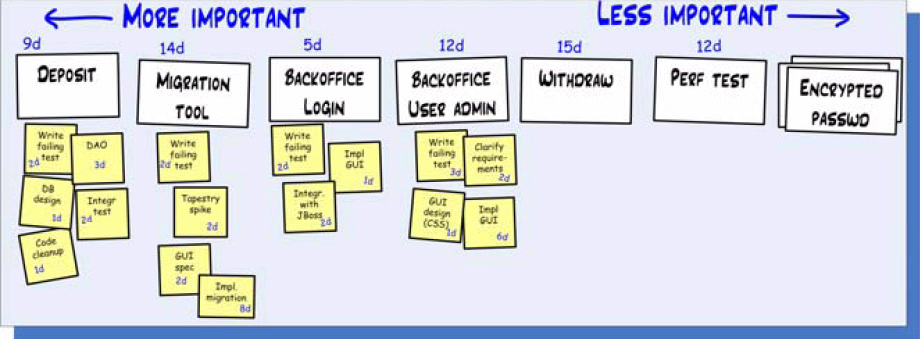 MORE IMPORTANT
LESS IMPORTANT
9d
14d
5d
12d
15d
12d
DEPOSIT
MIGRATION
TOOL
BACKOFFICE
LOGIN
BACKOFFICE
USER ADMIN
WITHDRAW
PERF TEST
ENCRYPTED
PASSWD
Write
failing
test
2d
DAO
3d
DB
design
1d
Integr
test
2d
Code
cleanup
1d
Write
failing
test
2d
Tapestry
spike
2d
GUI
spec
2d
Impl.
migration
8d
Write
failing
test
2d
Impl
GUI
1d
Integr.
with
JBoss
2d
Write
failing
test
3d
Clarify
require-
ments
2d
GUI
design
(CSS)
1d
Impl
GUI
6d